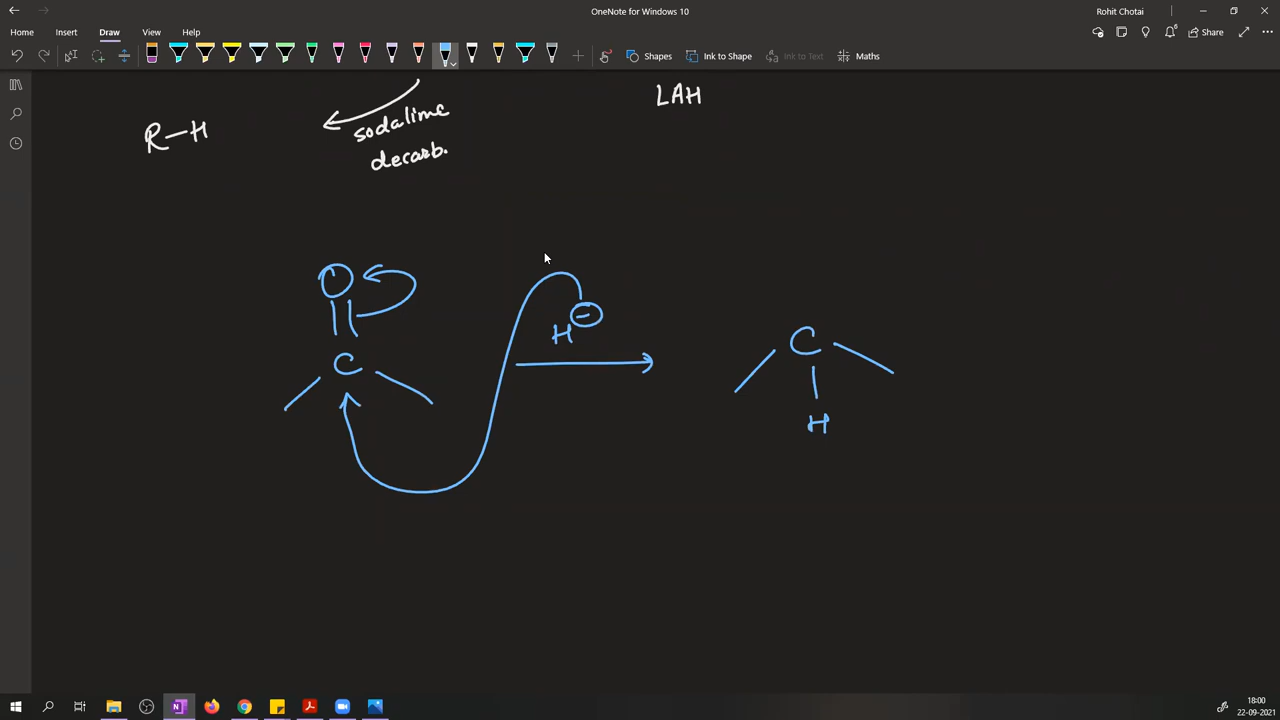 OneNote for Windows 10
Rohit Chotai
Home Insert Draw View Help
Shapes Ink to Shape Ink to Text Maths Share
LAH
R-H
sodalime
decarb.
O
H ⊖
C
C
H
18:00
22-09-2021